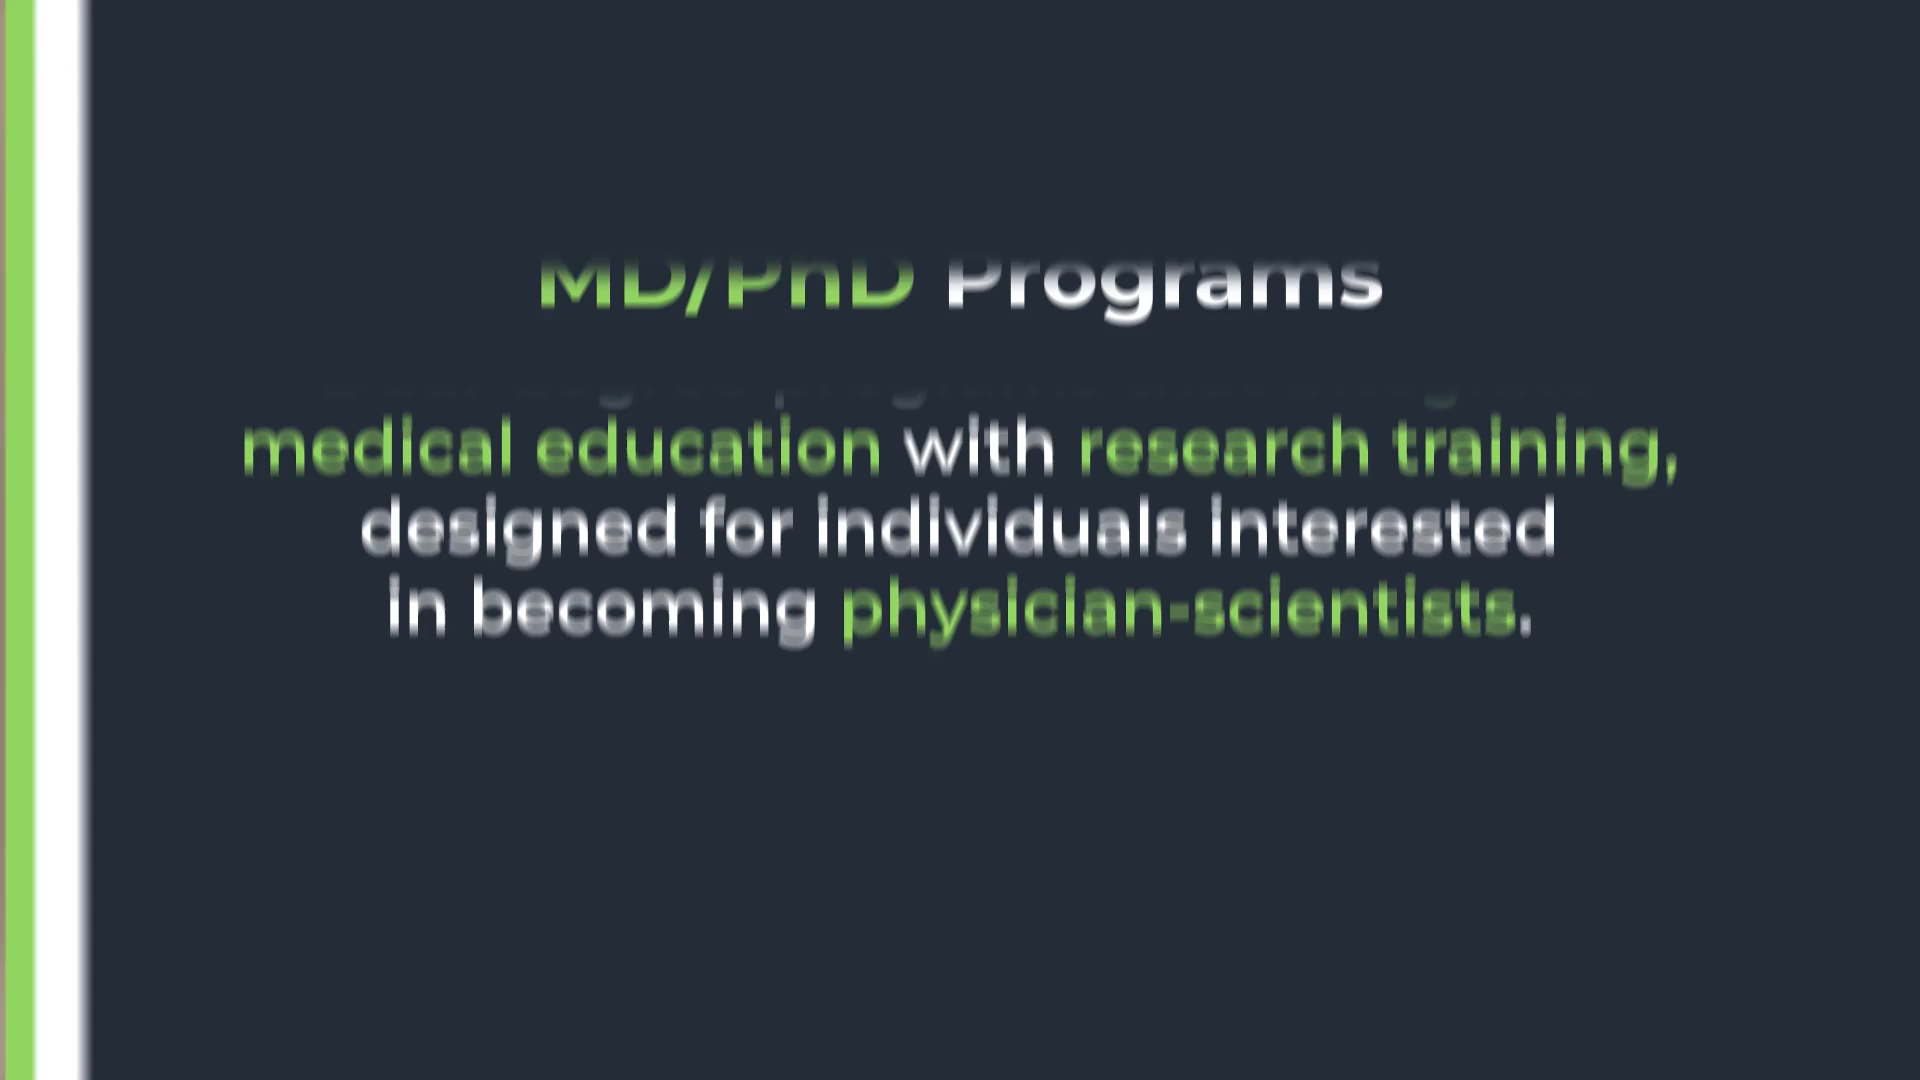 MD/PhD Programs
medical education with research training,
designed for individuals interested
in becoming physician-scientists.